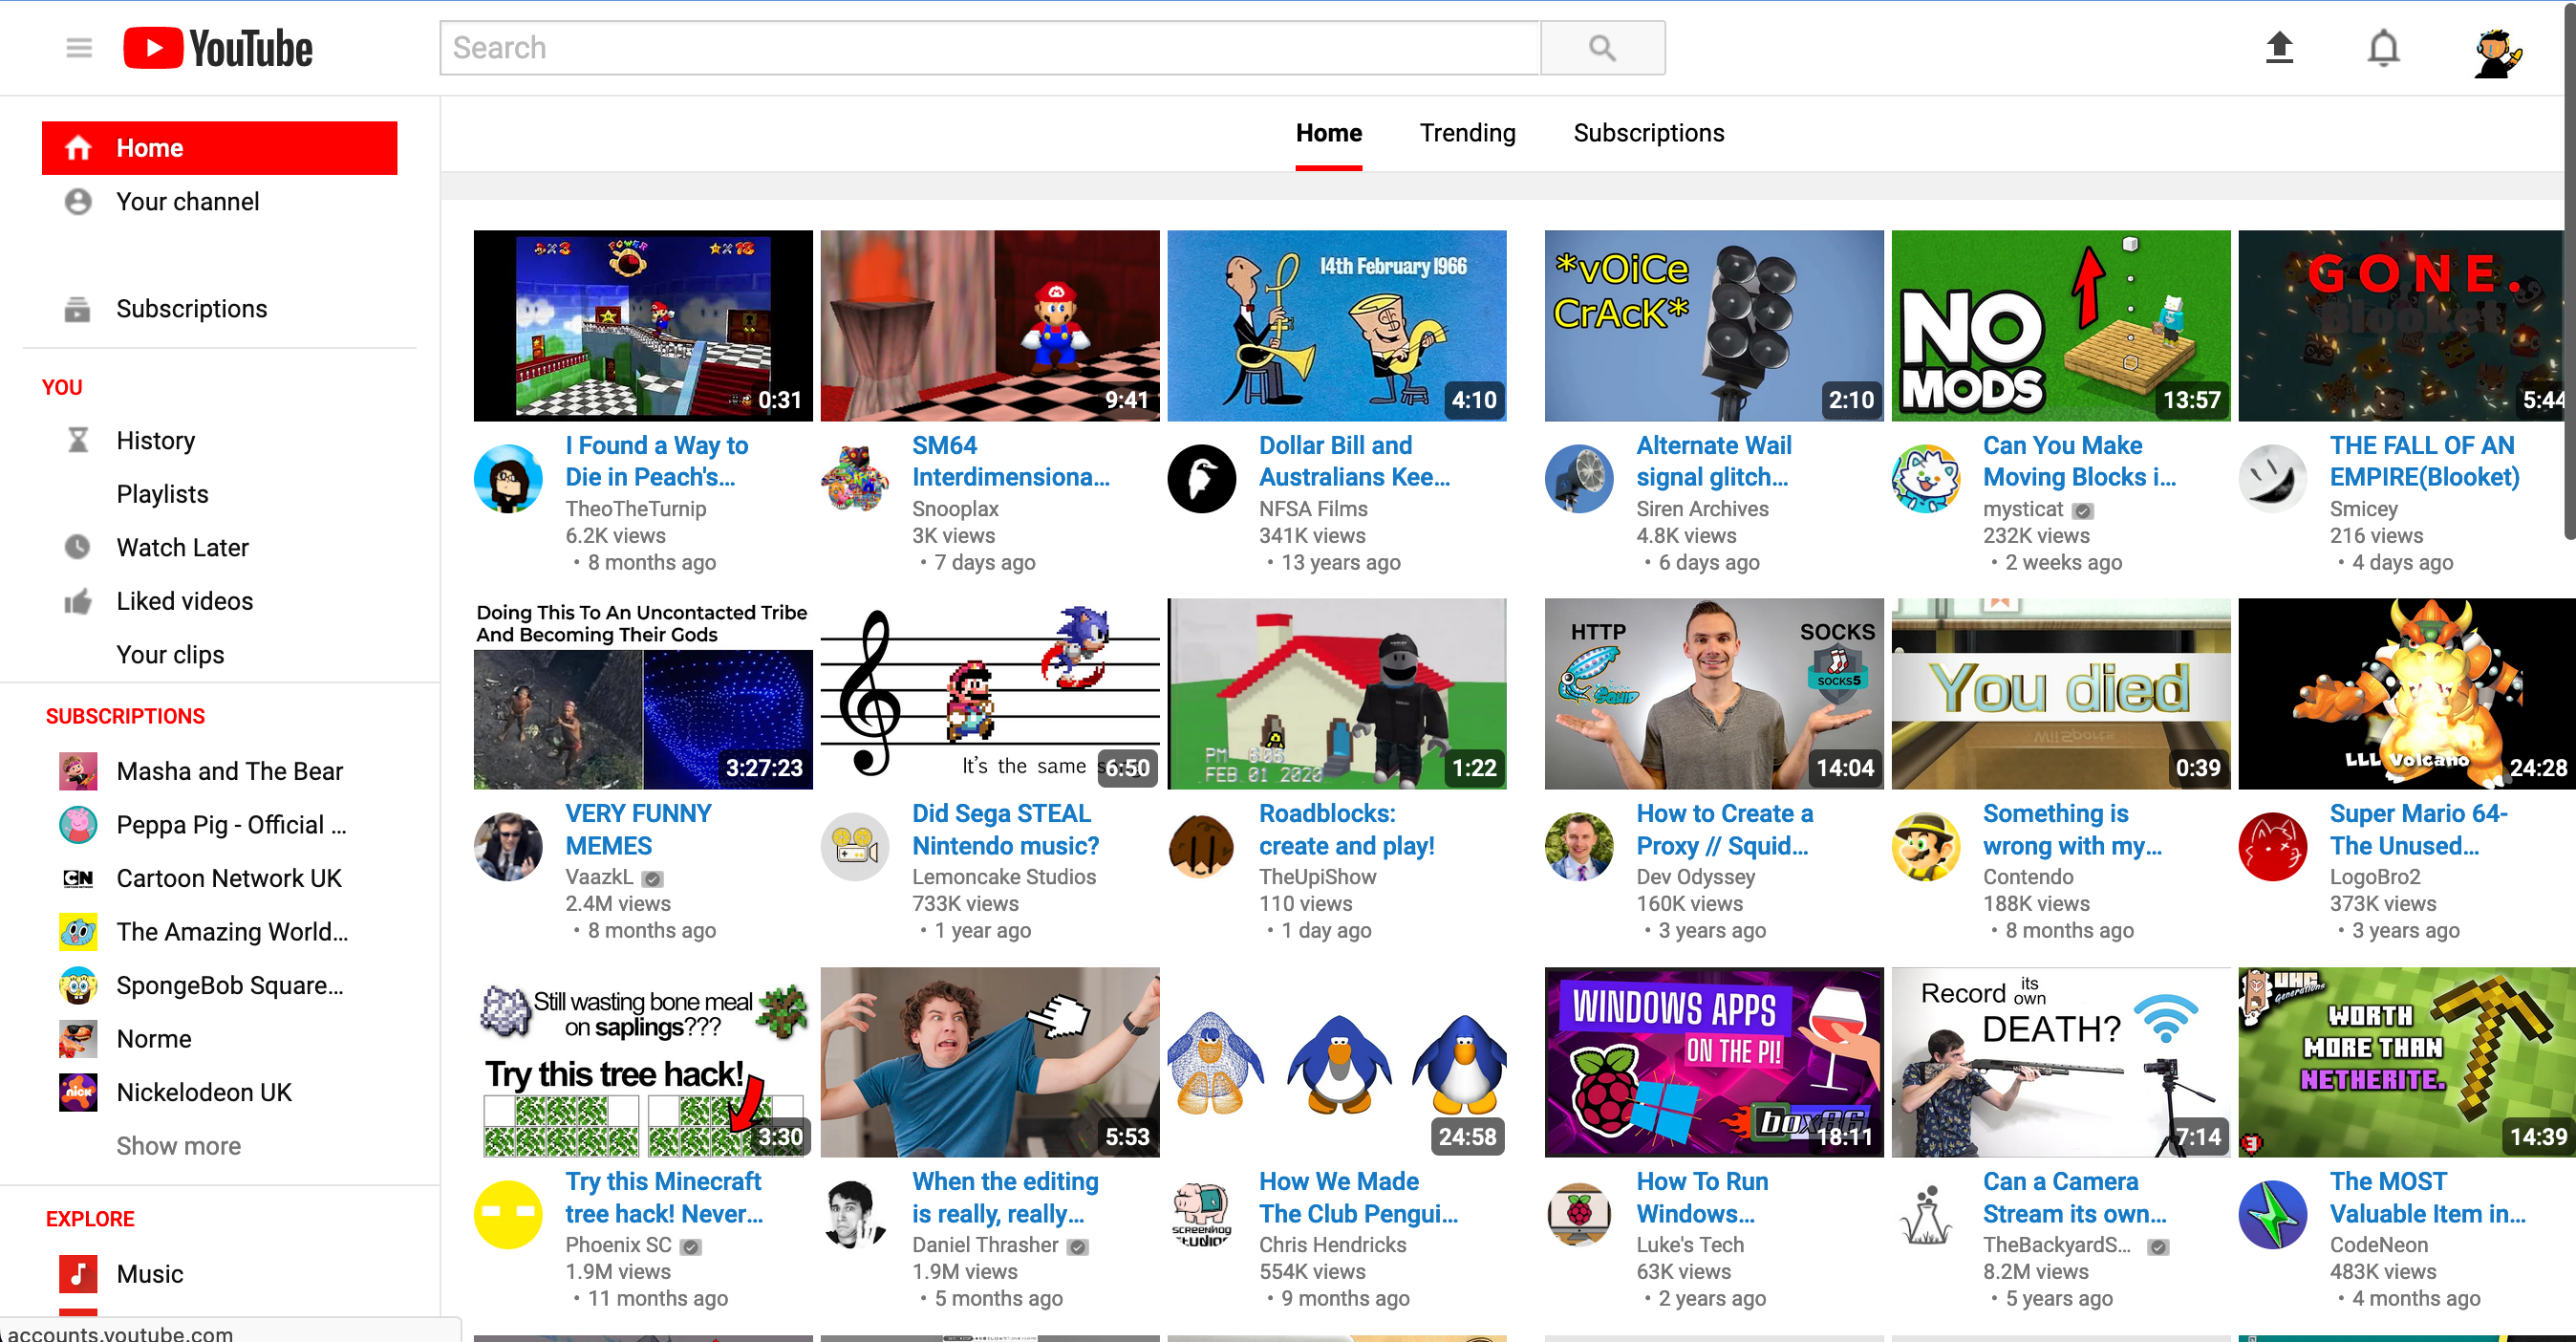 YouTube
Search
Home
Your channel
Subscriptions
YOU
History
Playlists
Watch Later
Liked videos
Your clips
SUBSCRIPTIONS
Masha and The Bear
Peppa Pig - Official ...
CN
Cartoon Network UK
The Amazing World...
SpongeBob Square...
Norme
nick
Nickelodeon UK
Show more
EXPLORE
Music
accounts.youtube.com
Home
Trending
Subscriptions
POWER
0:31
I Found a Way to
Die in Peach's...
TheoTheTurnip
6.2K views
• 8 months ago
9:41
SM64
Interdimensiona...
Snooplax
3K views
• 7 days ago
14th February 1966
4:10
Dollar Bill and
Australians Kee...
NFSA Films
341K views
• 13 years ago
*vOiCe
CrAcK*
2:10
Alternate Wail
signal glitch...
Siren Archives
4.8K views
• 6 days ago
NO
MODS
13:57
Can You Make
Moving Blocks i...
mysticat
232K views
• 2 weeks ago
GONE.
Blooket
5:44
THE FALL OF AN
EMPIRE(Blooket)
Smicey
216 views
• 4 days ago
Doing This To An Uncontacted Tribe
And Becoming Their Gods
3:27:23
VERY FUNNY
MEMES
VaazkL
2.4M views
• 8 months ago
It's the same
6:50
Did Sega STEAL
Nintendo music?
Lemoncake Studios
733K views
• 1 year ago
PM 6:06
FEB.01 2020
1:22
Roadblocks:
create and play!
TheUpiShow
110 views
• 1 day ago
HTTP
SOCKS
Squid
SOCKS5
14:04
How to Create a
Proxy // Squid...
Dev Odyssey
160K views
• 3 years ago
You died
Wii Sports
0:39
Something is
wrong with my...
Contendo
188K views
• 8 months ago
LLL Volcano
24:28
Super Mario 64-
The Unused...
LogoBro2
373K views
• 3 years ago
Still wasting bone meal
on saplings???
Try this tree hack!
3:30
Try this Minecraft
tree hack! Never...
Phoenix SC
1.9M views
• 11 months ago
5:53
When the editing
is really, really...
Daniel Thrasher
1.9M views
• 5 months ago
24:58
SCREENHOG
STUDIOS
How We Made
The Club Pengui...
Chris Hendricks
554K views
• 9 months ago
WINDOWS APPS
ON THE PI!
box86
18:11
How To Run
Windows...
Luke's Tech
63K views
• 2 years ago
Record its own
DEATH?
7:14
Can a Camera
Stream its own...
TheBackyardS...
8.2M views
• 5 years ago
UHC
Generations
WORTH
MORE THAN
NETHERITE.
14:39
The MOST
Valuable Item in...
CodeNeon
483K views
• 4 months ago